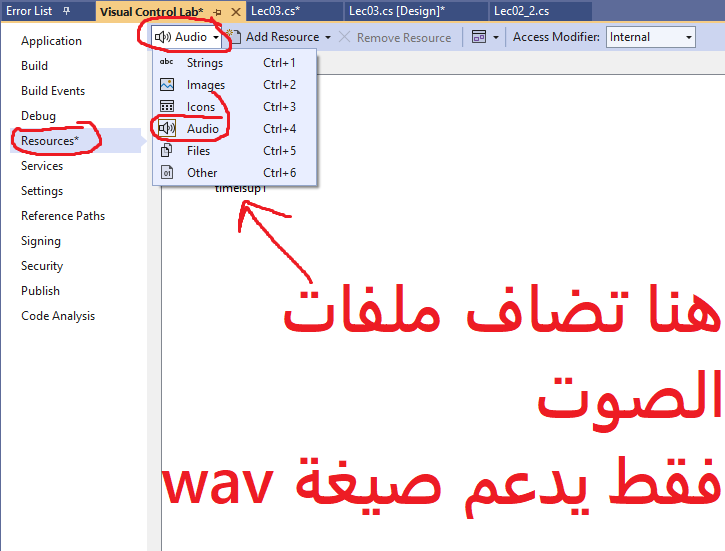 Error List
Visual Control Lab*
Lec03.cs*
Lec03.cs [Design]*
Lec02_2.cs
Audio
Add Resource
Remove Resource
Access Modifier:
Internal
Application
Build
Build Events
Debug
Resources*
Services
Settings
Reference Paths
Signing
Security
Publish
Code Analysis
abc Strings Ctrl+1
Images Ctrl+2
Icons Ctrl+3
Audio Ctrl+4
Files Ctrl+5
01 Other Ctrl+6
timeisup1
هنا تضاف ملفات
الصوت
فقط يدعم صيغة wav